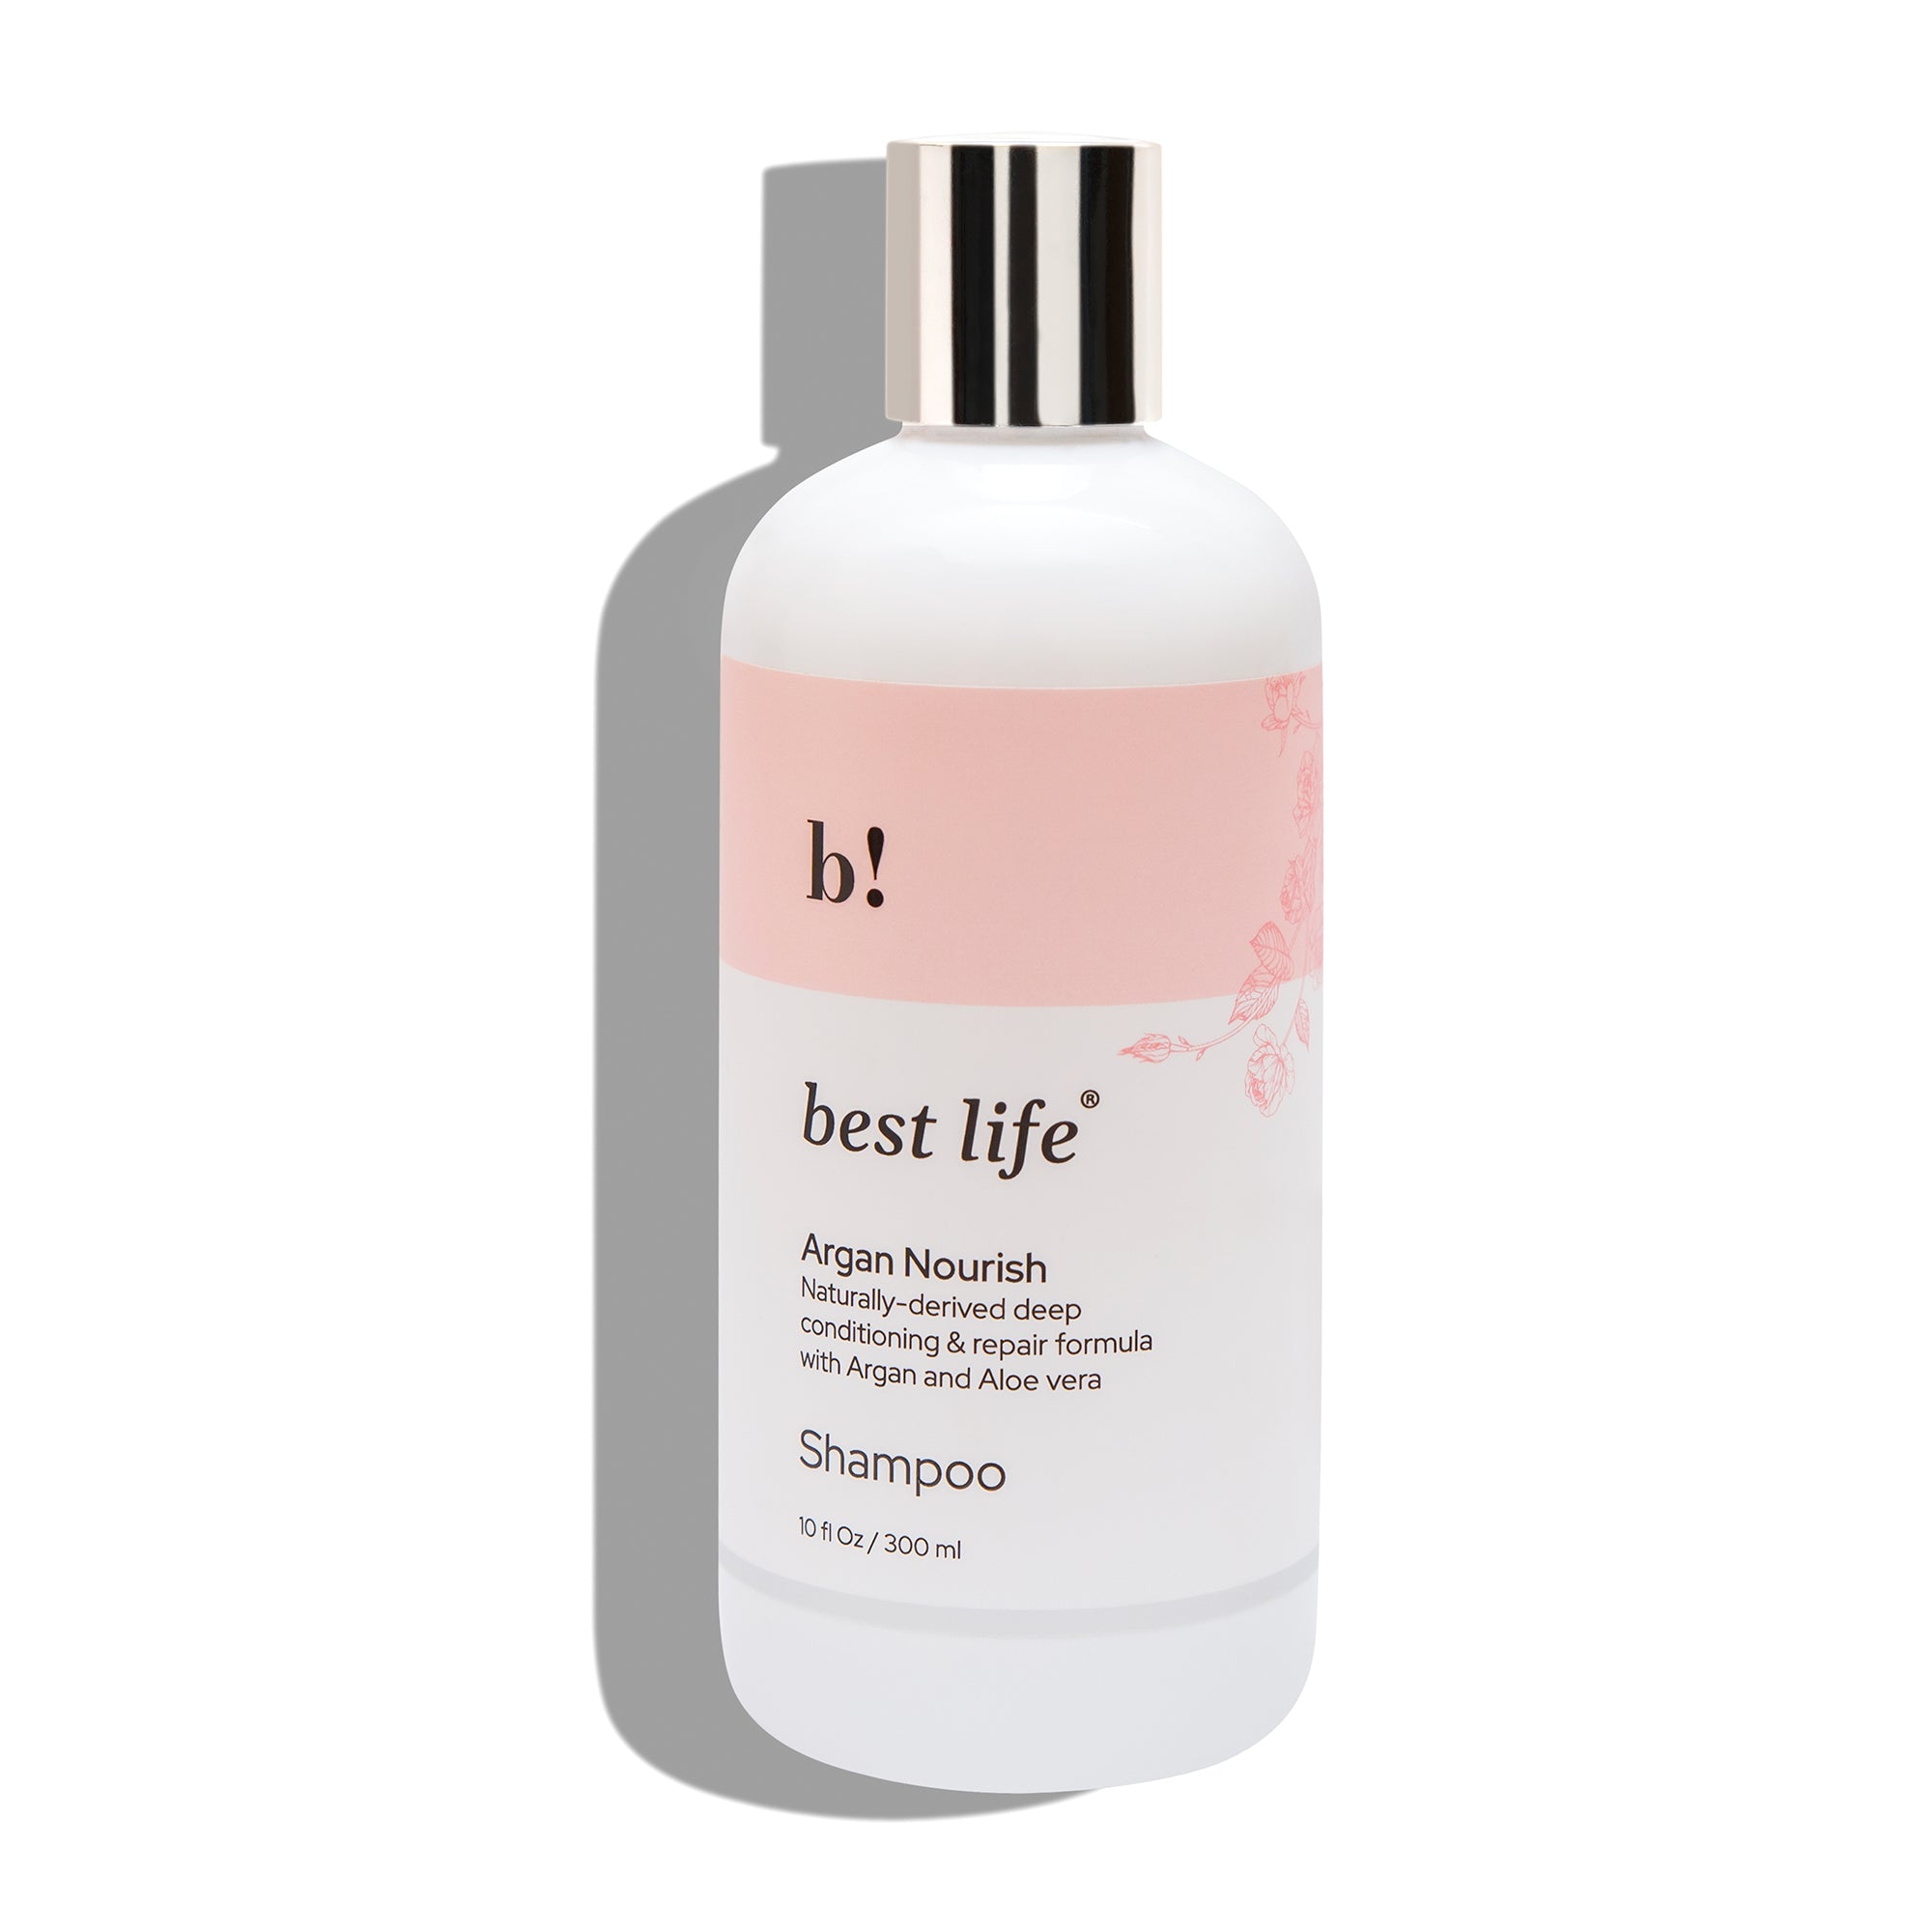 b!
best life®
Argan Nourish
Naturally-derived deep
conditioning & repair formula
with Argan and Aloe vera
Shampoo
10 fl Oz / 300 ml